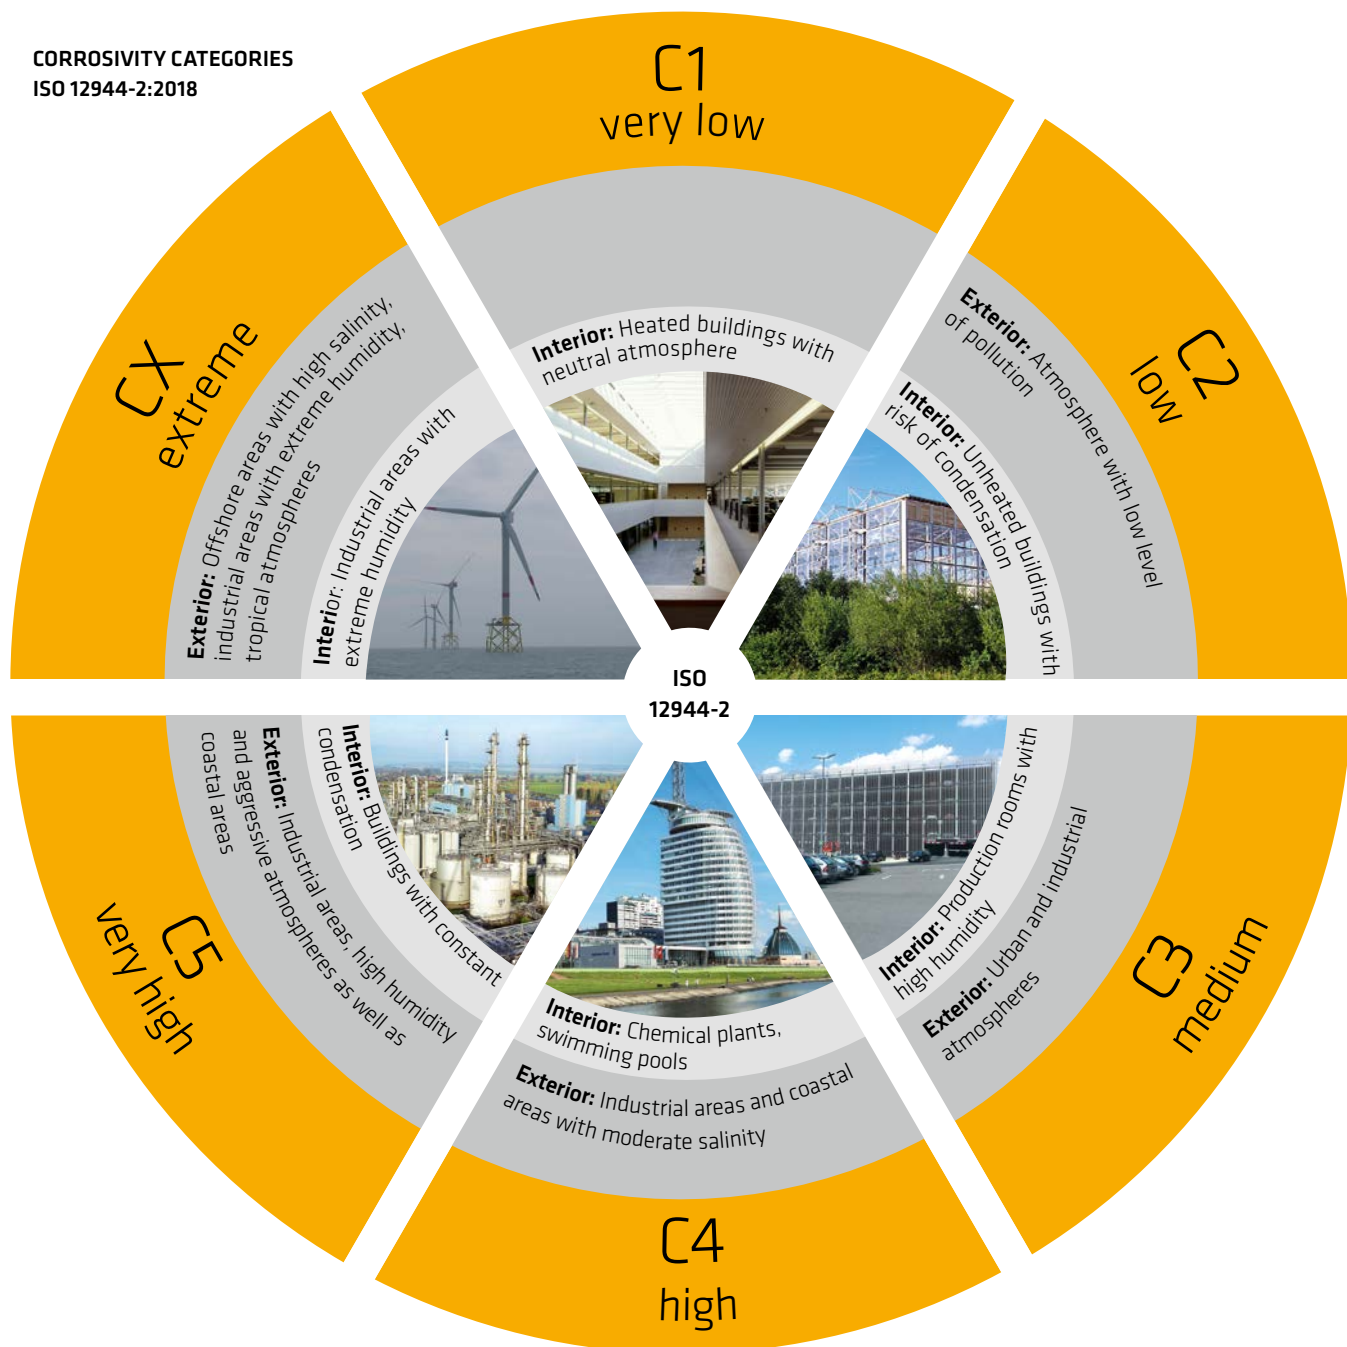 CORROSIVITY CATEGORIES
ISO 12944-2:2018
C1
very low
Interior: Heated buildings with
neutral atmosphere
C2
low
Exterior: Atmosphere with low level
of pollution
Interior: Unheated buildings with
risk of condensation
C3
medium
Interior: Production rooms with
high humidity
Exterior: Urban and industrial
atmospheres
C4
high
Interior: Chemical plants,
swimming pools
Exterior: Industrial areas and coastal
areas with moderate salinity
C5
very high
Interior: Buildings with constant
condensation
Exterior: Industrial areas, high humidity
and aggressive atmospheres as well as
coastal areas
CX
extreme
Exterior: Offshore areas with high salinity,
industrial areas with extreme humidity,
tropical atmospheres
Interior: Industrial areas with
extreme humidity
ISO
12944-2